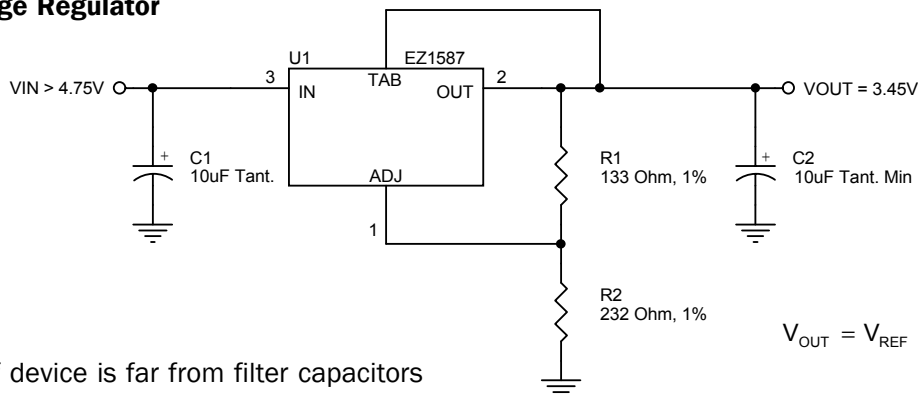 ge Regulator
U1
EZ1587
VIN > 4.75V
3
IN
TAB
OUT
2
VOUT = 3.45V
+
C1
10uF Tant.
ADJ
1
R1
133 Ohm, 1%
+
C2
10uF Tant. Min
R2
232 Ohm, 1%
V_OUT = V_REF
device is far from filter capacitors